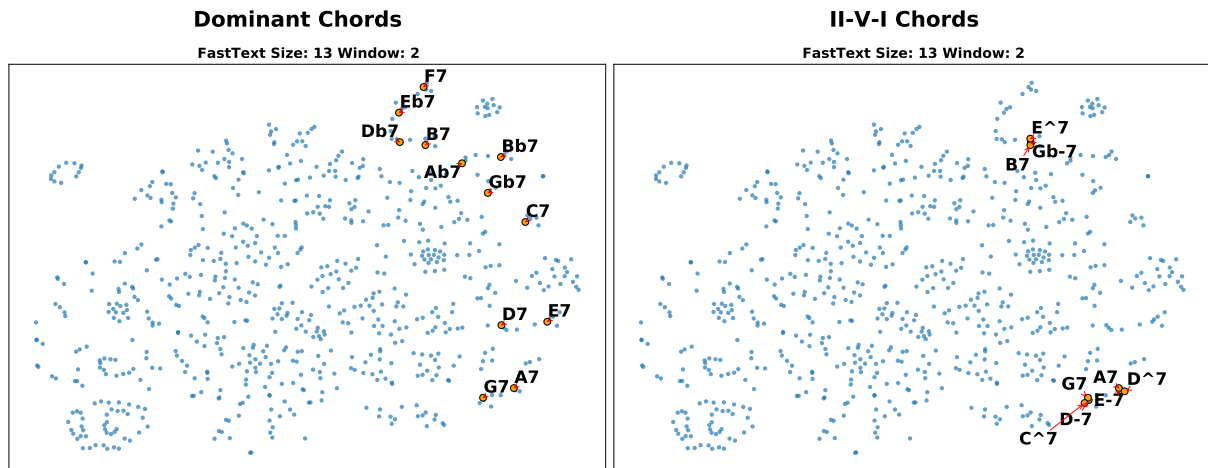 Dominant Chords
FastText Size: 13 Window: 2
F7
Eb7
Db7
B7
Ab7
Bb7
Gb7
C7
D7
E7
A7
G7
II-V-I Chords
FastText Size: 13 Window: 2
E^7
Gb-7
B7
G7
A7
D^7
E-7
D-7
C^7